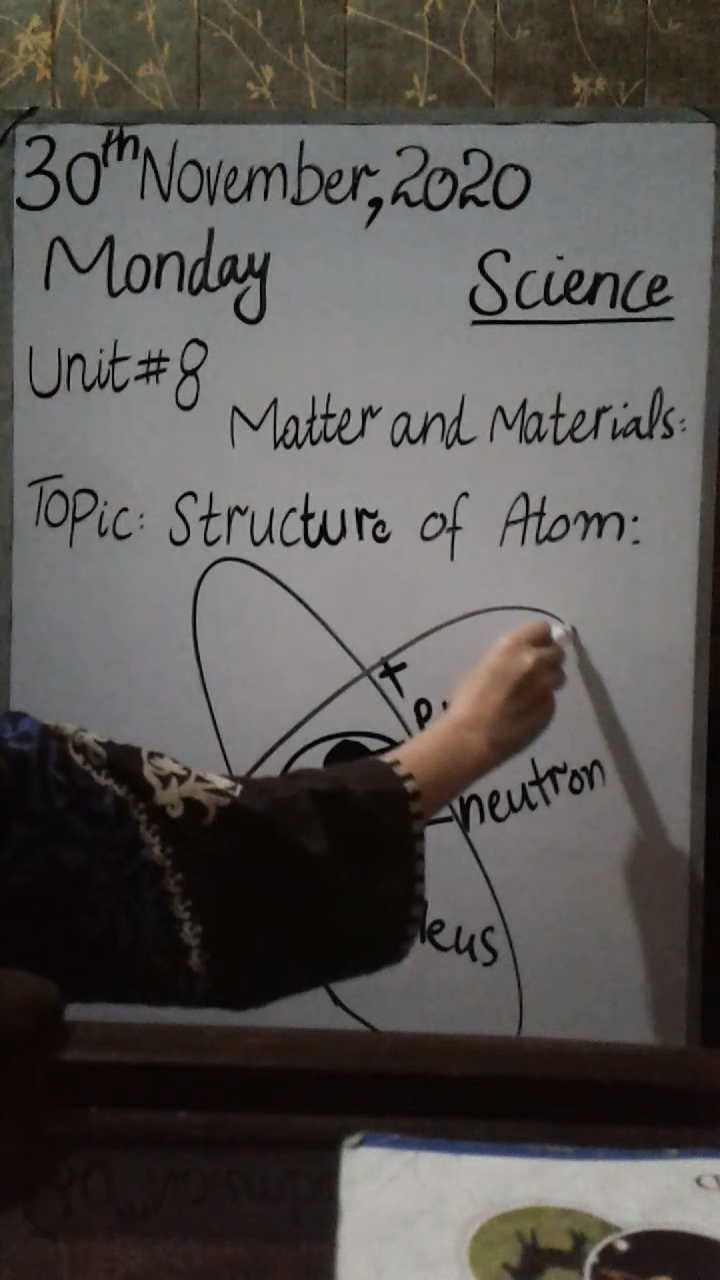 30th November, 2020
Monday
Science
Unit#8
Matter and Materials:
Topic: Structure of Atom:
+
neutron